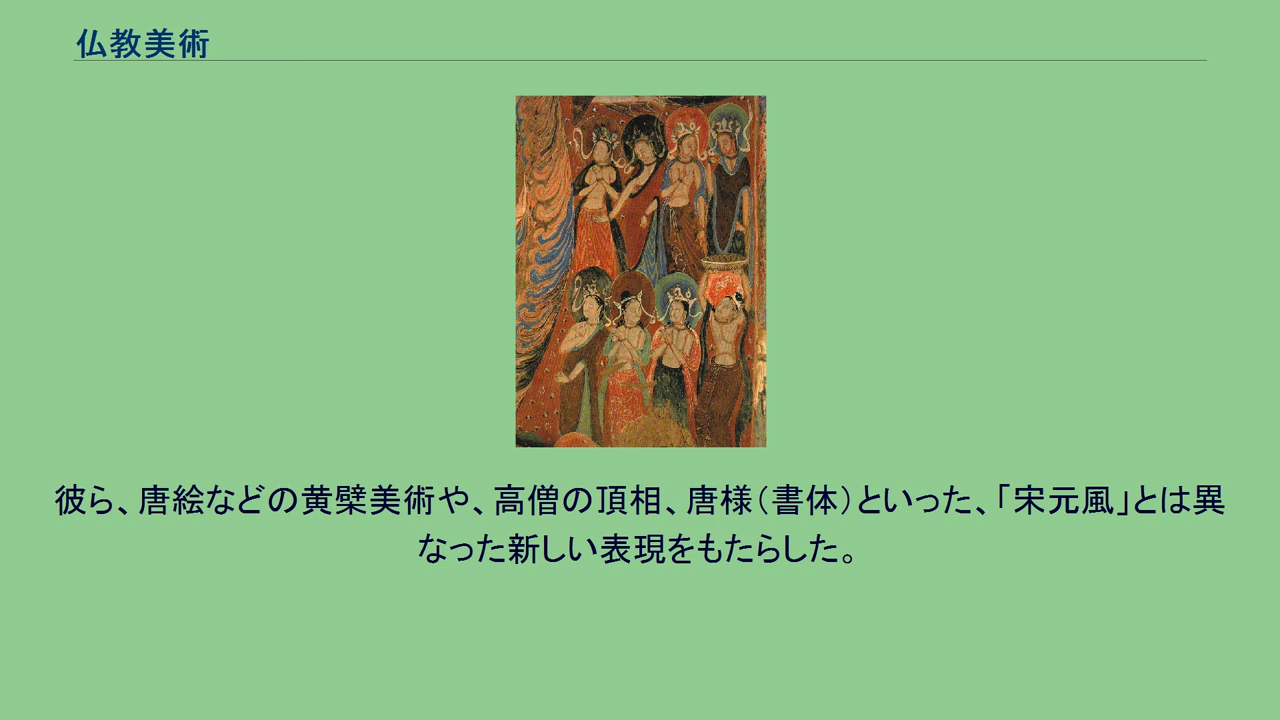 仏教美術
彼ら、唐絵などの黄檗美術や、高僧の頂相、唐様（書体）といった、「宋元風」とは異
なった新しい表現をもたらした。